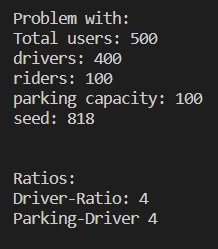 Problem with:
Total users: 500
drivers: 400
riders: 100
parking capacity: 100
seed: 818
Ratios:
Driver-Ratio: 4
Parking-Driver 4